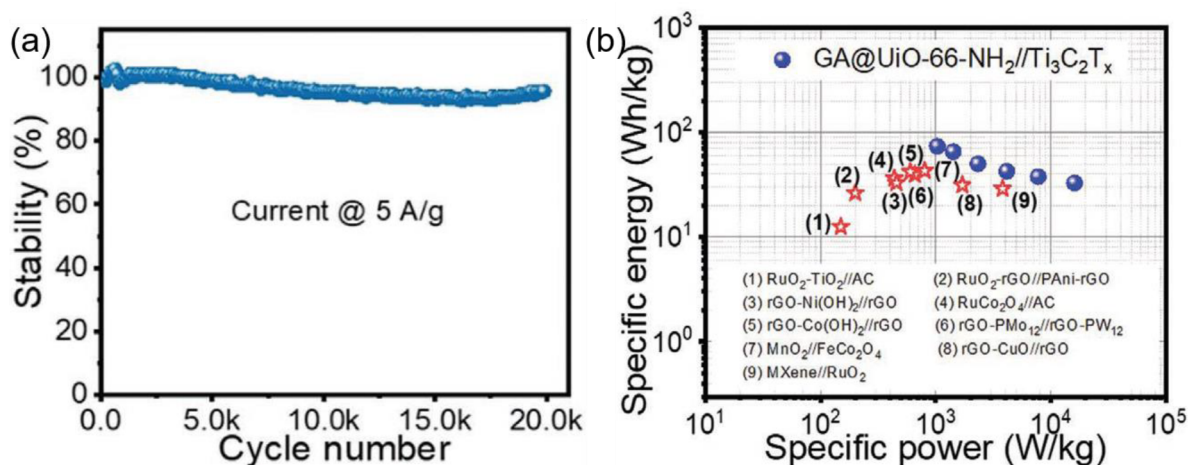 (a)
Stability (%)
120
100
80
60
40
20
0
Current @ 5 A/g
0.0 5.0k 10.0k 15.0k 20.0k
Cycle number
(b)
Specific energy (Wh/kg)
10³
10²
10¹
10⁰
GA@UiO-66-NH₂//Ti₃C₂Tₓ
(1)
(2)
(3)
(4)
(5)
(6)
(7)
(8)
(9)
(1) RuO₂-TiO₂//AC (2) RuO₂-rGO//PAni-rGO
(3) rGO-Ni(OH)₂//rGO (4) RuCo₂O₄//AC
(5) rGO-Co(OH)₂//rGO (6) rGO-PMo₁₂//rGO-PW₁₂
(7) MnO₂//FeCo₂O₄ (8) rGO-CuO//rGO
(9) MXene//RuO₂
10¹ 10² 10³ 10⁴ 10⁵
Specific power (W/kg)